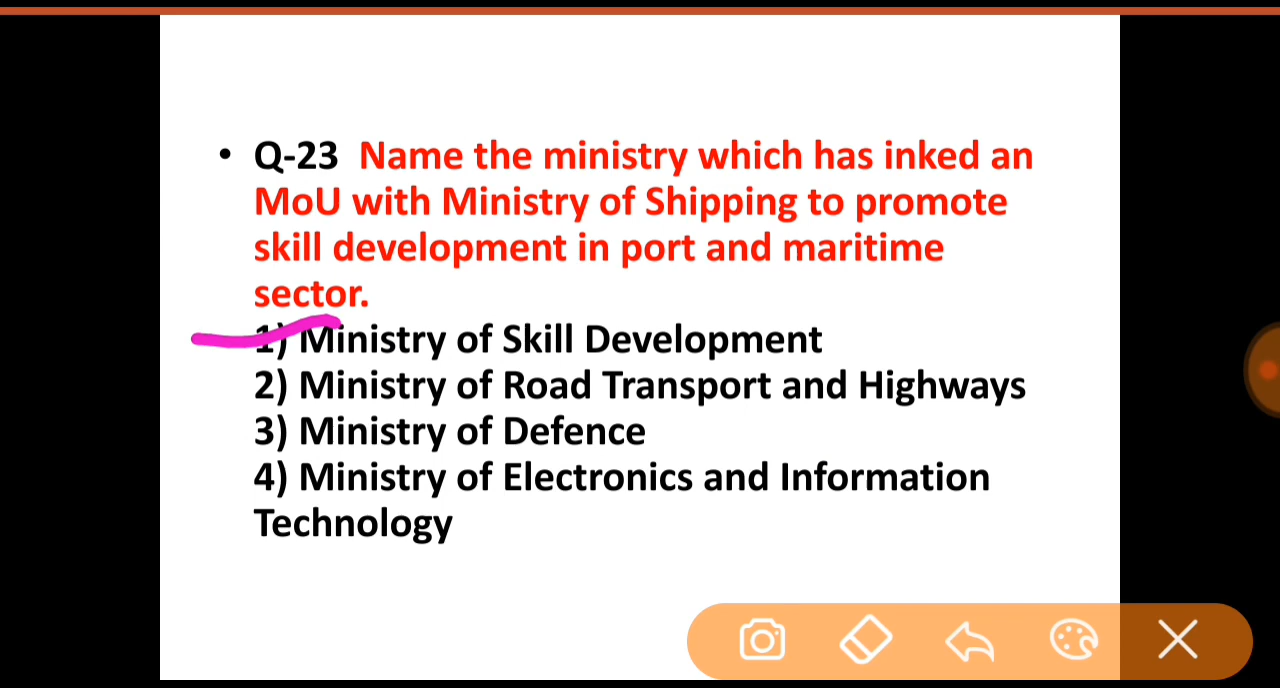 • Q-23 Name the ministry which has inked an
MoU with Ministry of Shipping to promote
skill development in port and maritime
sector.
1) Ministry of Skill Development
2) Ministry of Road Transport and Highways
3) Ministry of Defence
4) Ministry of Electronics and Information
Technology